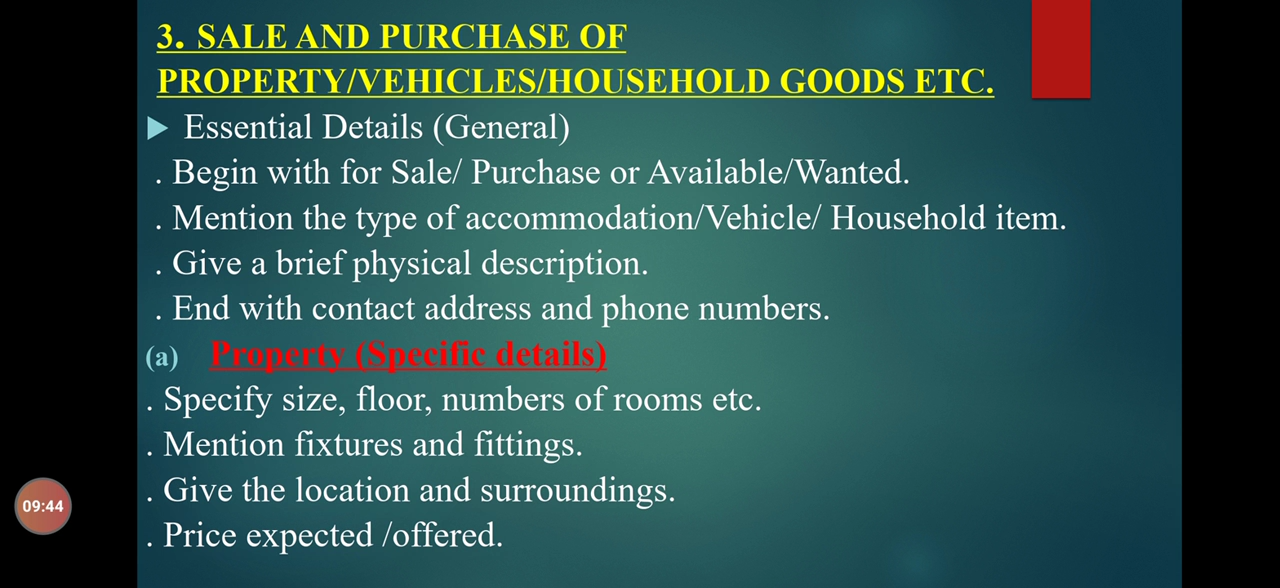 3. SALE AND PURCHASE OF
PROPERTY/VEHICLES/HOUSEHOLD GOODS ETC.
Essential Details (General)
. Begin with for Sale/ Purchase or Available/Wanted.
. Mention the type of accommodation/Vehicle/ Household item.
. Give a brief physical description.
. End with contact address and phone numbers.
(a) Property (Specific details)
. Specify size, floor, numbers of rooms etc.
. Mention fixtures and fittings.
. Give the location and surroundings.
. Price expected /offered.
09:44